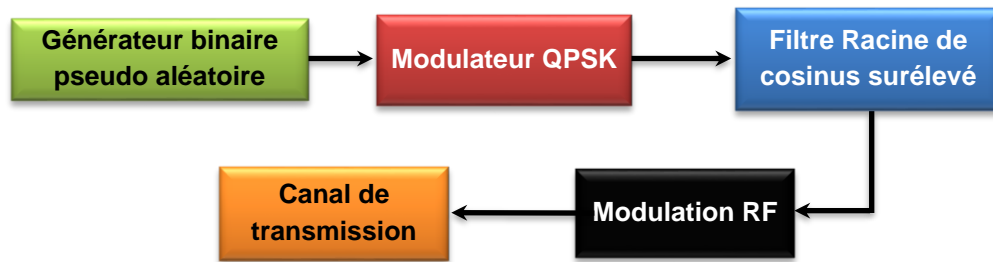 Générateur binaire
pseudo aléatoire
Modulateur QPSK
Filtre Racine de
cosinus surélevé
Modulation RF
Canal de
transmission